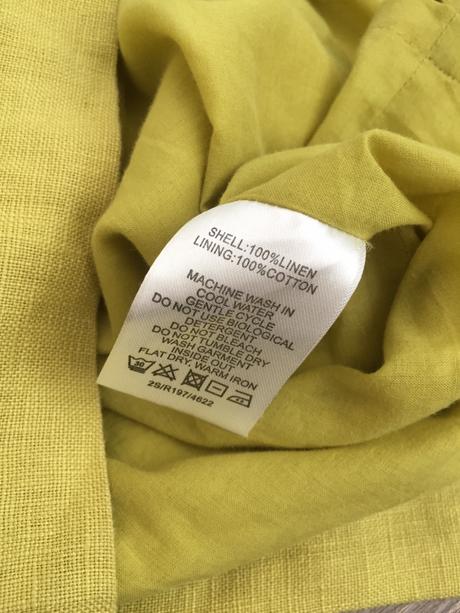 SHELL:100%LINEN
LINING:100%COTTON
MACHINE WASH IN
COOL WATER
GENTLE CYCLE
DO NOT USE BIOLOGICAL
DETERGENT
DO NOT BLEACH
DO NOT TUMBLE DRY
WASH GARMENT
INSIDE OUT
FLAT DRY, WARM IRON
30
2S/R197/4622